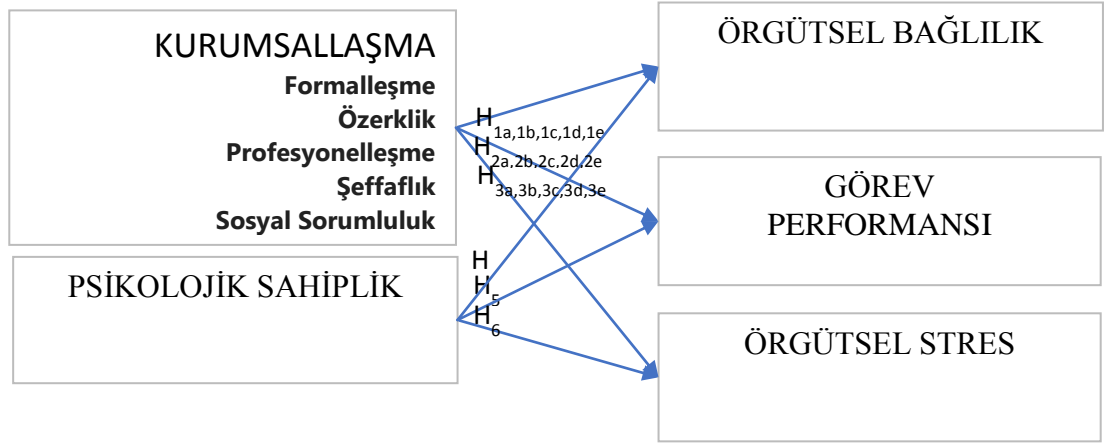 KURUMSALLAŞMA
Formalleşme
Özerklik
Profesyonelleşme
Şeffaflık
Sosyal Sorumluluk
PSİKOLOJİK SAHİPLİK
H1a,1b,1c,1d,1e
H2a,2b,2c,2d,2e
H3a,3b,3c,3d,3e
H
H5
H6
ÖRGÜTSEL BAĞLILIK
GÖREV
PERFORMANSI
ÖRGÜTSEL STRES